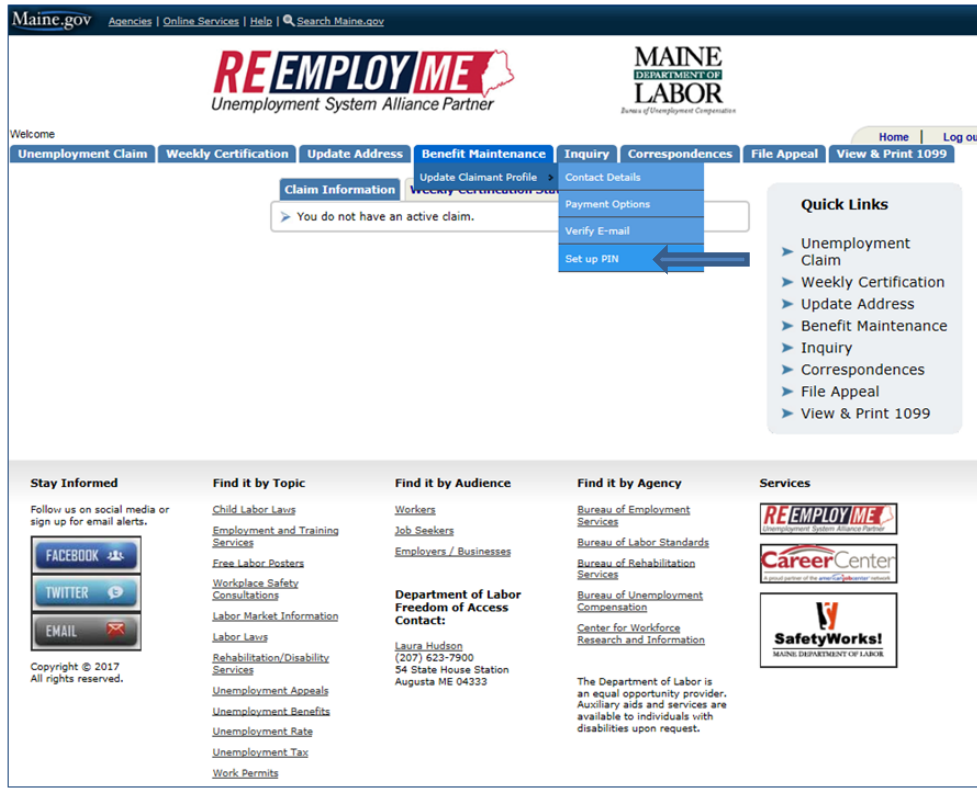 Maine.gov Agencies | Online Services | Help | Search Maine.gov
REEMPLOYME
Unemployment System Alliance Partner
MAINE
DEPARTMENT OF
LABOR
Bureau of Unemployment Compensation
Welcome
Home | Log ou
Unemployment Claim Weekly Certification Update Address Benefit Maintenance Inquiry Correspondences File Appeal View & Print 1099
Update Claimant Profile
Contact Details
Payment Options
Verify E-mail
Set up PIN
Claim Information Weekly Certification Sta
You do not have an active claim.
Quick Links
Unemployment
Claim
Weekly Certification
Update Address
Benefit Maintenance
Inquiry
Correspondences
File Appeal
View & Print 1099
Stay Informed
Follow us on social media or
sign up for email alerts.
FACEBOOK
TWITTER
EMAIL
Copyright © 2017
All rights reserved.
Find it by Topic
Child Labor Laws
Employment and Training
Services
Free Labor Posters
Workplace Safety
Consultations
Labor Market Information
Labor Laws
Rehabilitation/Disability
Services
Unemployment Appeals
Unemployment Benefits
Unemployment Rate
Unemployment Tax
Work Permits
Find it by Audience
Workers
Job Seekers
Employers / Businesses
Department of Labor
Freedom of Access
Contact:
Laura Hudson
(207) 623-7900
54 State House Station
Augusta ME 04333
Find it by Agency
Bureau of Employment
Services
Bureau of Labor Standards
Bureau of Rehabilitation
Services
Bureau of Unemployment
Compensation
Center for Workforce
Research and Information
The Department of Labor is
an equal opportunity provider.
Auxiliary aids and services are
available to individuals with
disabilities upon request.
Services
REEMPLOYME
Unemployment System Alliance Partner
CareerCenter
A proud partner of the americanjobcenter network
SafetyWorks!
MAINE DEPARTMENT OF LABOR